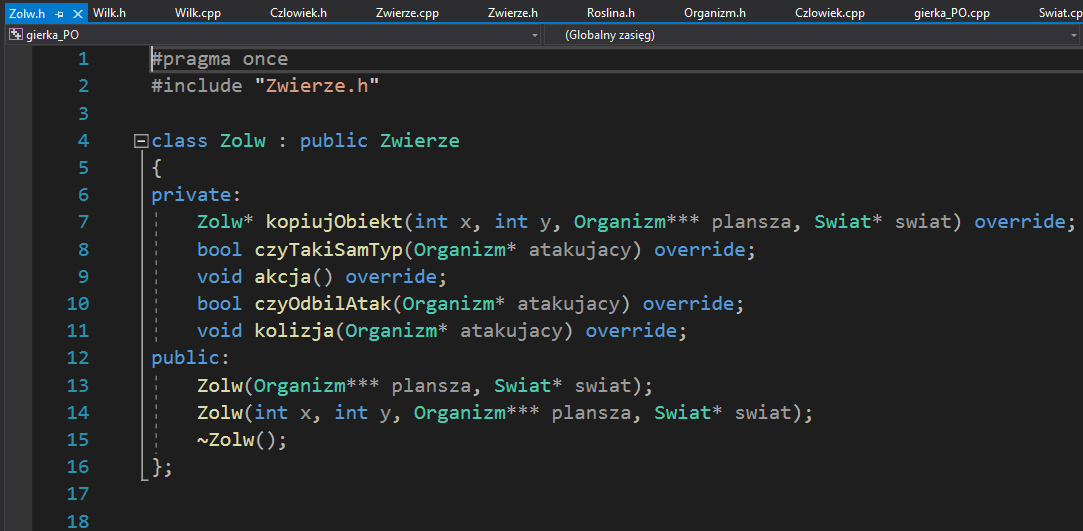 Zolw.h Wilk.h Wilk.cpp Czlowiek.h Zwierze.cpp Zwierze.h Roslina.h Organizm.h Czlowiek.cpp gierka_PO.cpp Swiat.cp
gierka_PO (Globalny zasięg)
1 #pragma once
2 #include "Zwierze.h"
3
4 class Zolw : public Zwierze
5 {
6 private:
7 Zolw* kopiujObiekt(int x, int y, Organizm*** plansza, Swiat* swiat) override;
8 bool czyTakiSamTyp(Organizm* atakujacy) override;
9 void akcja() override;
10 bool czyOdbilAtak(Organizm* atakujacy) override;
11 void kolizja(Organizm* atakujacy) override;
12 public:
13 Zolw(Organizm*** plansza, Swiat* swiat);
14 Zolw(int x, int y, Organizm*** plansza, Swiat* swiat);
15 ~Zolw();
16 };
17
18